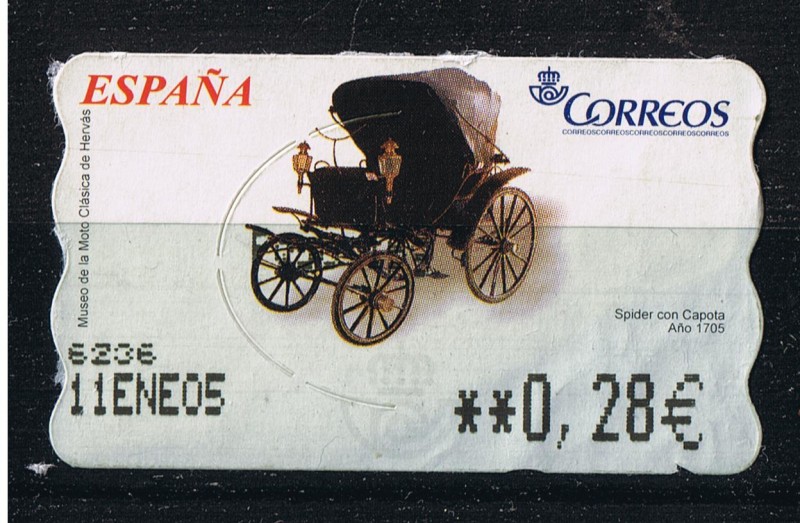 ESPAÑA
CORREOS
CORREOSCORREOSCORREOSCORREOSCORREOS
Museo de la Moto Clásica de Hervás
Spider con Capota
Año 1705
6236
11ENE05
**0,28€